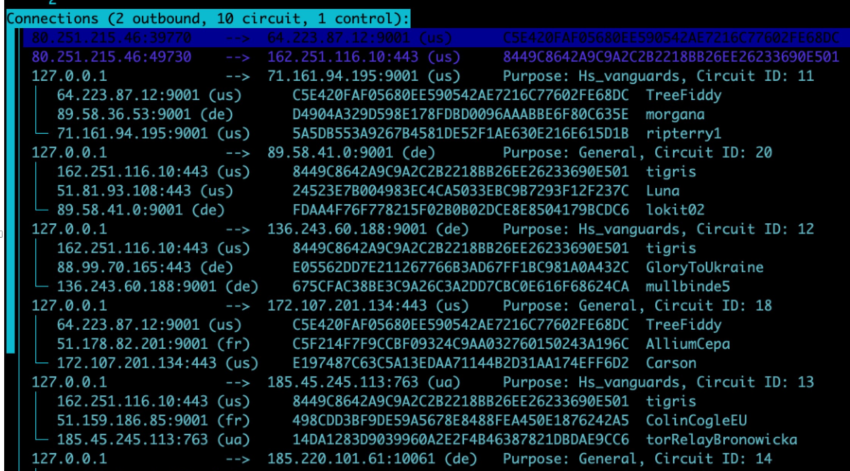 Connections (2 outbound, 10 circuit, 1 control):
80.251.215.46:39770 --> 64.223.87.12:9001 (us) C5E420FAF05680EE590542AE7216C77602FE68DC
80.251.215.46:49730 --> 162.251.116.10:443 (us) 8449C8642A9C9A2C2B2218BB26EE26233690E501
127.0.0.1 --> 71.161.94.195:9001 (us) Purpose: Hs_vanguards, Circuit ID: 11
64.223.87.12:9001 (us) C5E420FAF05680EE590542AE7216C77602FE68DC TreeFiddy
89.58.36.53:9001 (de) D4904A329D598E178FDBD0096AAABBE6F80C635E morgana
71.161.94.195:9001 (us) 5A5DB553A9267B4581DE52F1AE630E216E615D1B ripterry1
127.0.0.1 --> 89.58.41.0:9001 (de) Purpose: General, Circuit ID: 20
162.251.116.10:443 (us) 8449C8642A9C9A2C2B2218BB26EE26233690E501 tigris
51.81.93.108:443 (us) 24523E7B004983EC4CA5033EBC9B7293F12F237C Luna
89.58.41.0:9001 (de) FDAA4F76F778215F02B0B02DCE8E8504179BCDC6 lokit02
127.0.0.1 --> 136.243.60.188:9001 (de) Purpose: Hs_vanguards, Circuit ID: 12
162.251.116.10:443 (us) 8449C8642A9C9A2C2B2218BB26EE26233690E501 tigris
88.99.70.165:443 (de) E05562DD7E211267766B3AD67FF1BC981A0A432C GloryToUkraine
136.243.60.188:9001 (de) 675CFAC38BE3C9A26C3A2DD7CBC0E616F68624CA mullbinde5
127.0.0.1 --> 172.107.201.134:443 (us) Purpose: General, Circuit ID: 18
64.223.87.12:9001 (us) C5E420FAF05680EE590542AE7216C77602FE68DC TreeFiddy
51.178.82.201:9001 (fr) C5F214F7F9CCBF09324C9AA032760150243A196C AlliumCepa
172.107.201.134:443 (us) E197487C63C5A13EDAA71144B2D31AA174EFF6D2 Carson
127.0.0.1 --> 185.45.245.113:763 (ua) Purpose: Hs_vanguards, Circuit ID: 13
162.251.116.10:443 (us) 8449C8642A9C9A2C2B2218BB26EE26233690E501 tigris
51.159.186.85:9001 (fr) 498CDD3BF9DE59A5678E8488FEA450E1876242A5 ColinCogleEU
185.45.245.113:763 (ua) 14DA1283D9039960A2E2F4B46387821DBDAE9CC6 torRelayBronowicka
127.0.0.1 --> 185.220.101.61:10061 (de) Purpose: Hs_vanguards, Circuit ID: 14